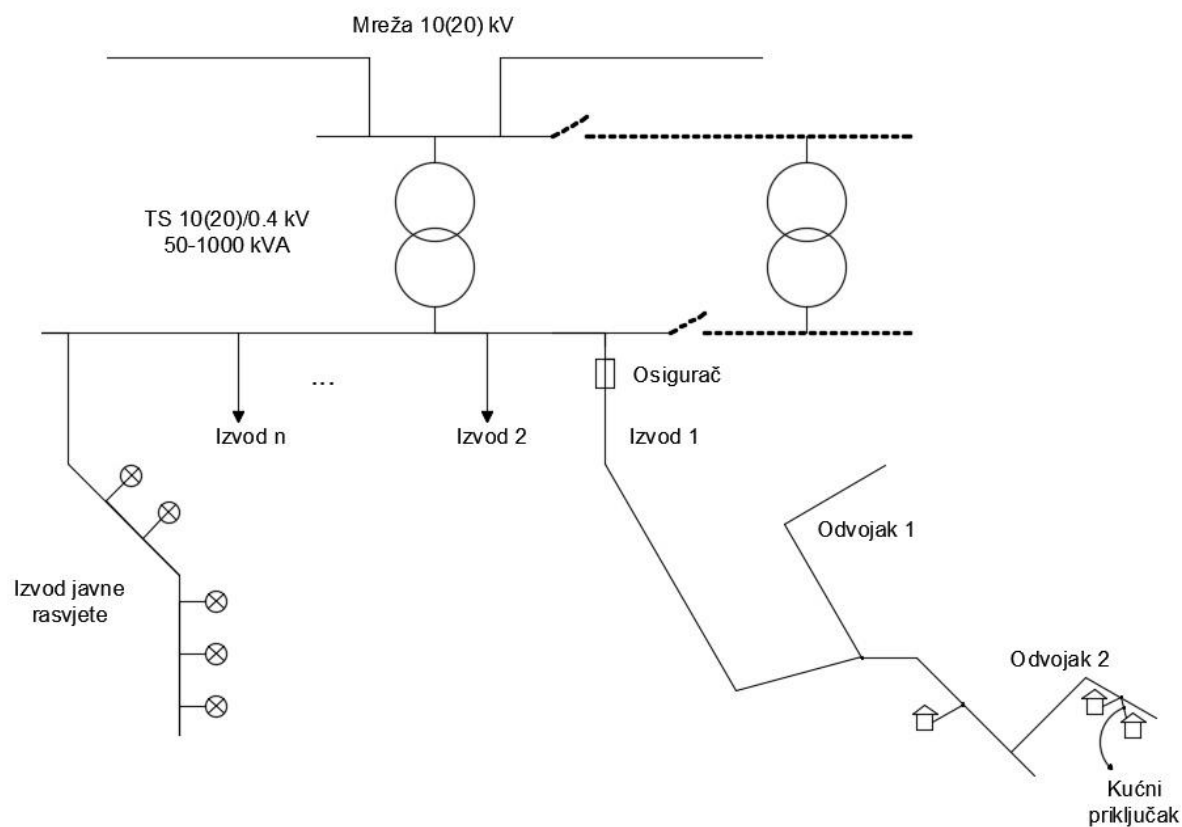 Mreža 10(20) kV
TS 10(20)/0.4 kV
50-1000 kVA
Osigurač
...
Izvod n
Izvod 2
Izvod 1
Odvojak 1
Izvod javne
rasvjete
Odvojak 2
Kućni
priključak